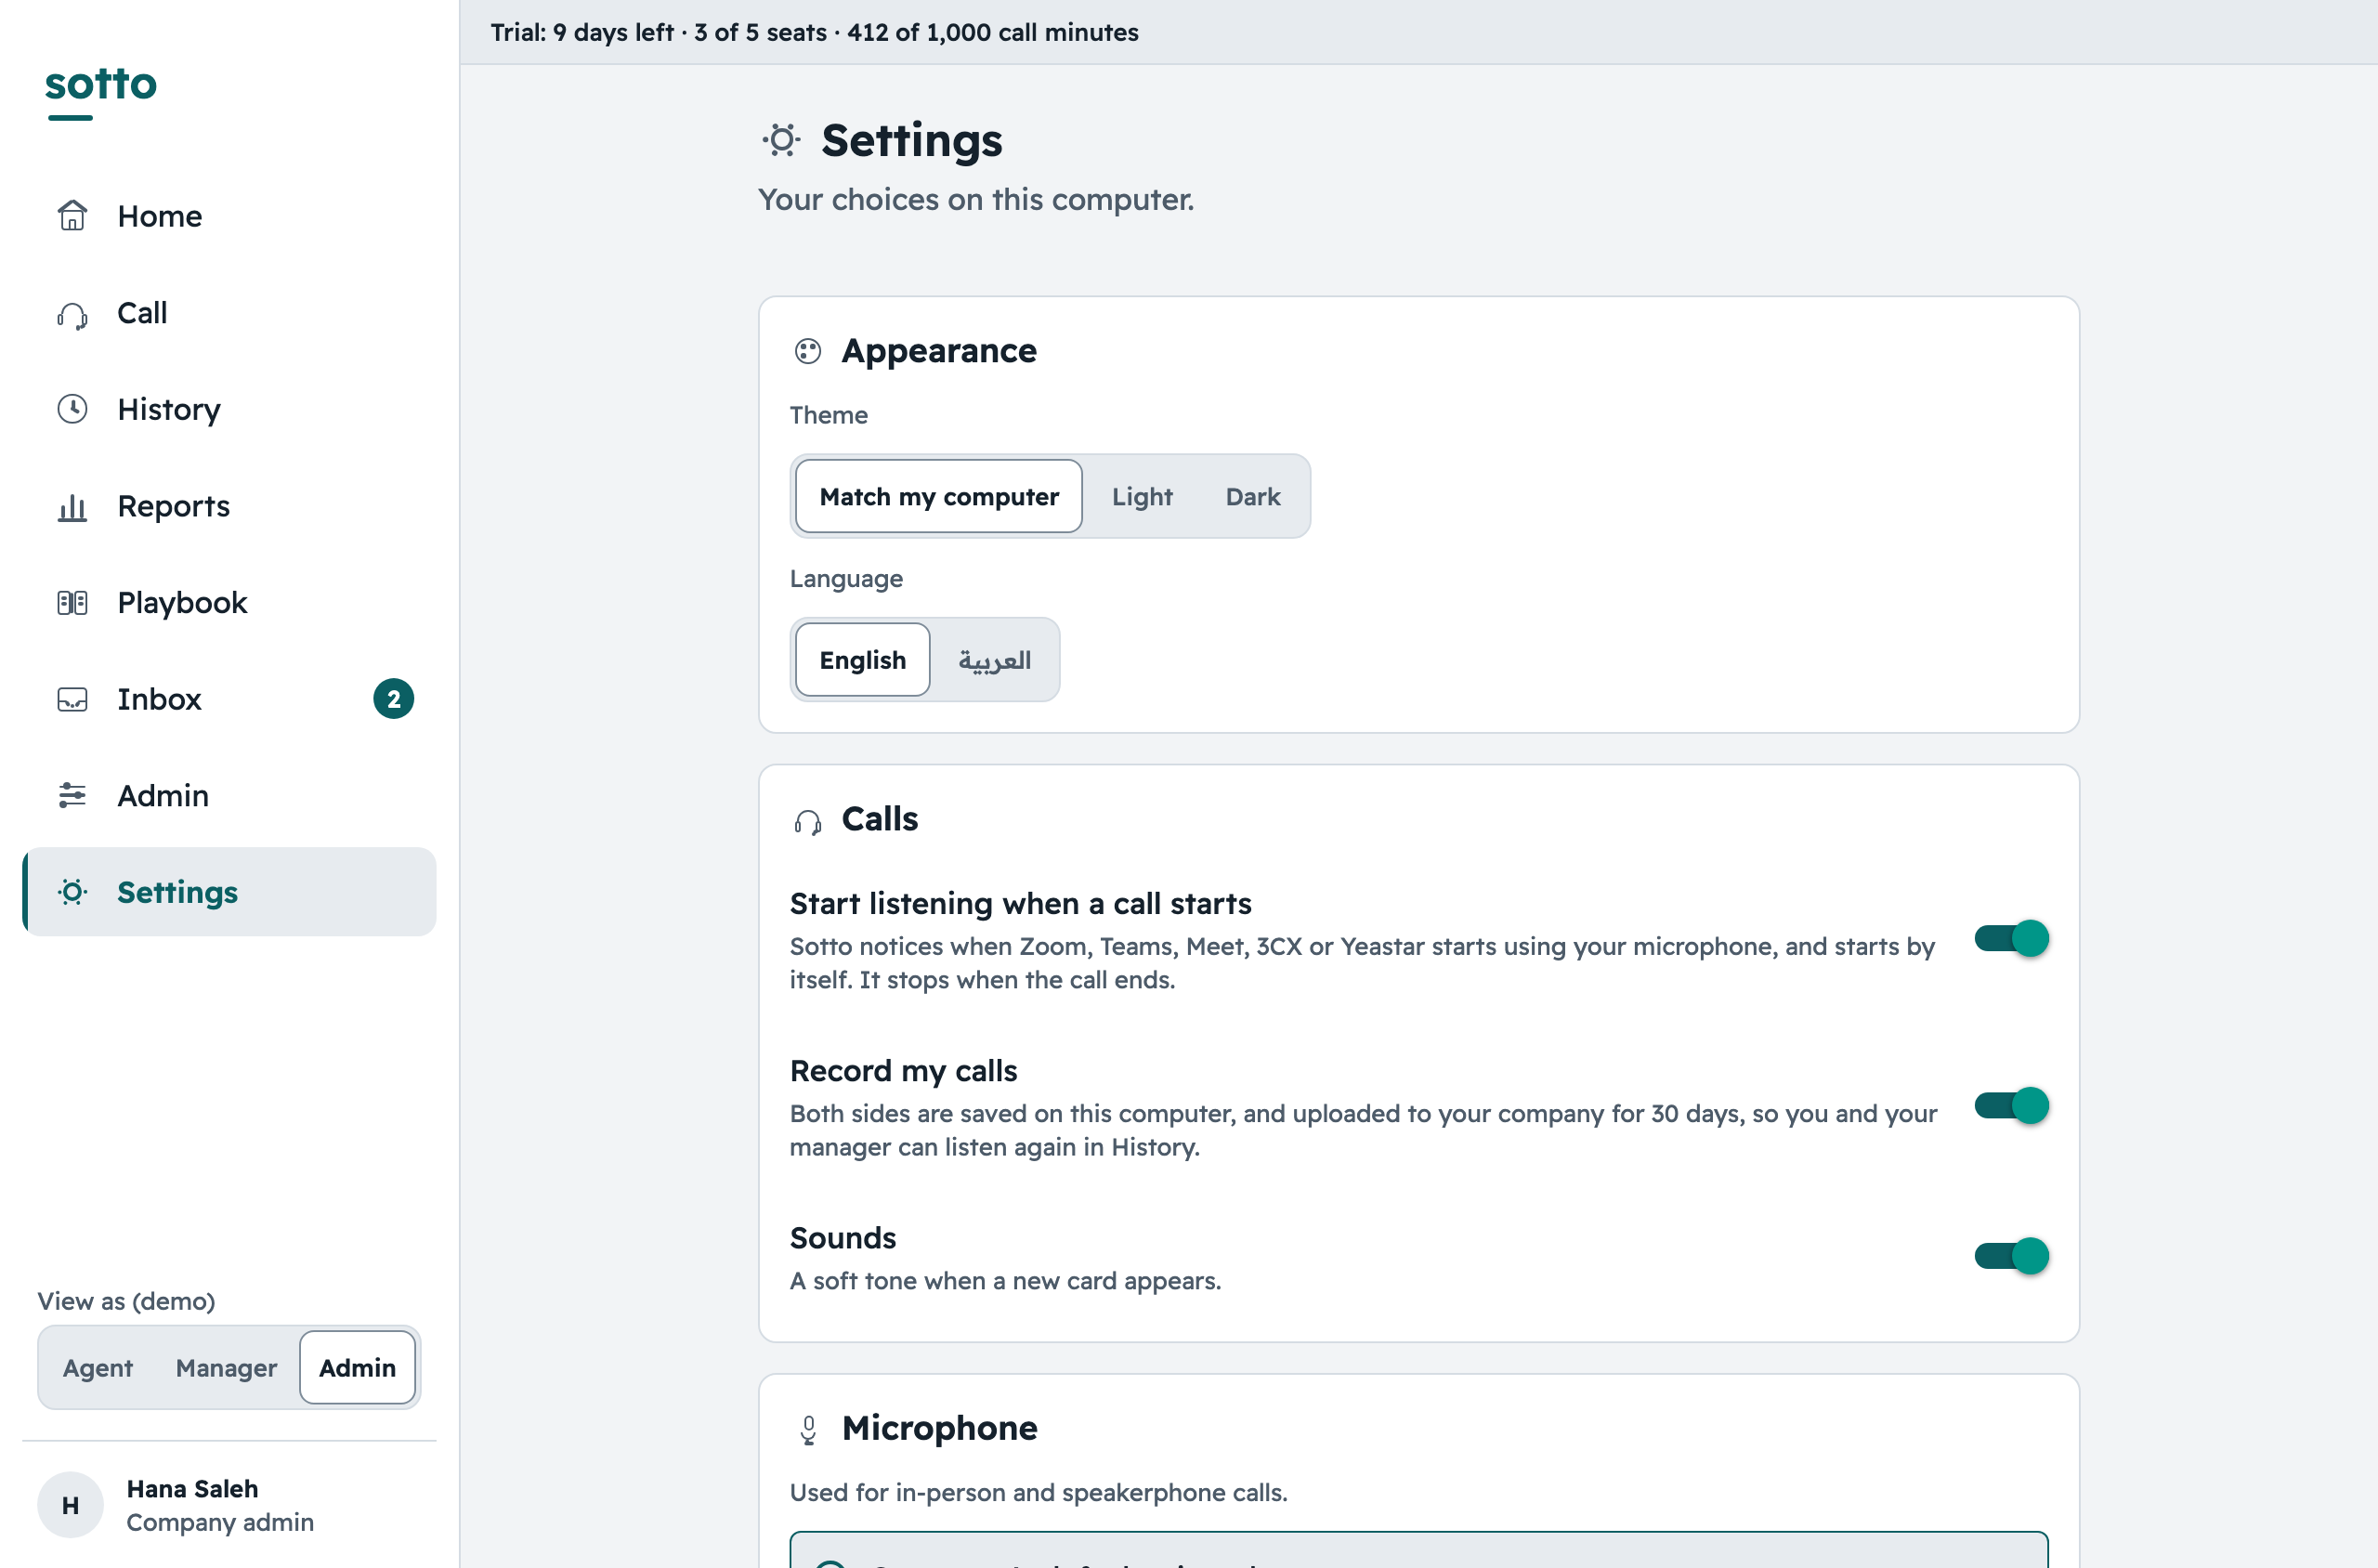 Trial: 9 days left · 3 of 5 seats · 412 of 1,000 call minutes
sotto
Home
Call
History
Reports
Playbook
Inbox 2
Admin
Settings
View as (demo)
Agent Manager Admin
H
Hana Saleh
Company admin
Settings
Your choices on this computer.
Appearance
Theme
Match my computer Light Dark
Language
English العربية
Calls
Start listening when a call starts
Sotto notices when Zoom, Teams, Meet, 3CX or Yeastar starts using your microphone, and starts by
itself. It stops when the call ends.
Record my calls
Both sides are saved on this computer, and uploaded to your company for 30 days, so you and your
manager can listen again in History.
Sounds
A soft tone when a new card appears.
Microphone
Used for in-person and speakerphone calls.